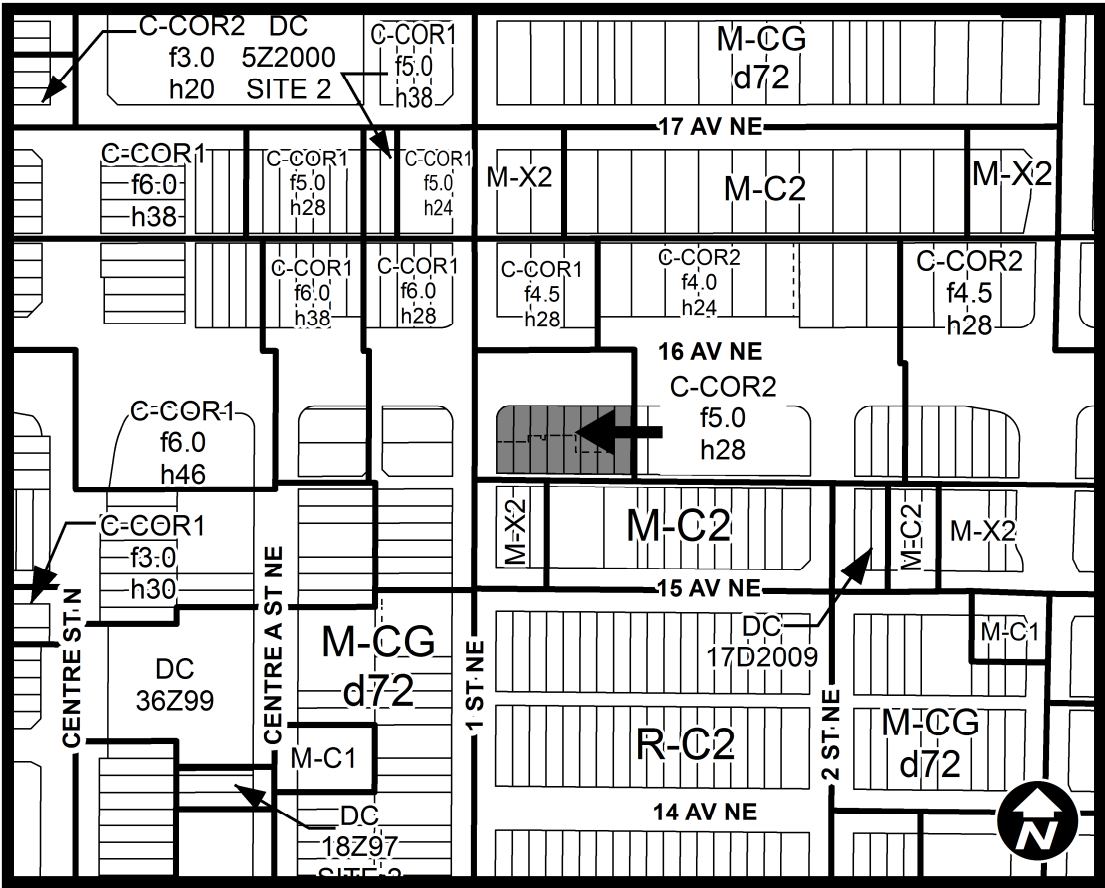 C-COR2
f3.0
h20
DC
5Z2000
SITE 2
C-COR1
f5.0
h38
M-CG
d72
17 AV NE
C-COR1
f6.0
h38
C-COR1
f5.0
h28
C-COR1
f5.0
h24
M-X2
M-C2
M-X2
C-COR1
f6.0
h38
C-COR1
f6.0
h28
C-COR1
f4.5
h28
C-COR2
f4.0
h24
C-COR2
f4.5
h28
16 AV NE
C-COR1
f6.0
h46
C-COR2
f5.0
h28
C-COR1
f3.0
h30
M-X2
M-C2
M-C2
M-X2
15 AV NE
CENTRE ST N
CENTRE A ST NE
1 ST NE
2 ST NE
DC
36Z99
M-CG
d72
DC
17D2009
M-C1
M-C1
R-C2
M-CG
d72
14 AV NE
DC
18Z97
SITE 2
N